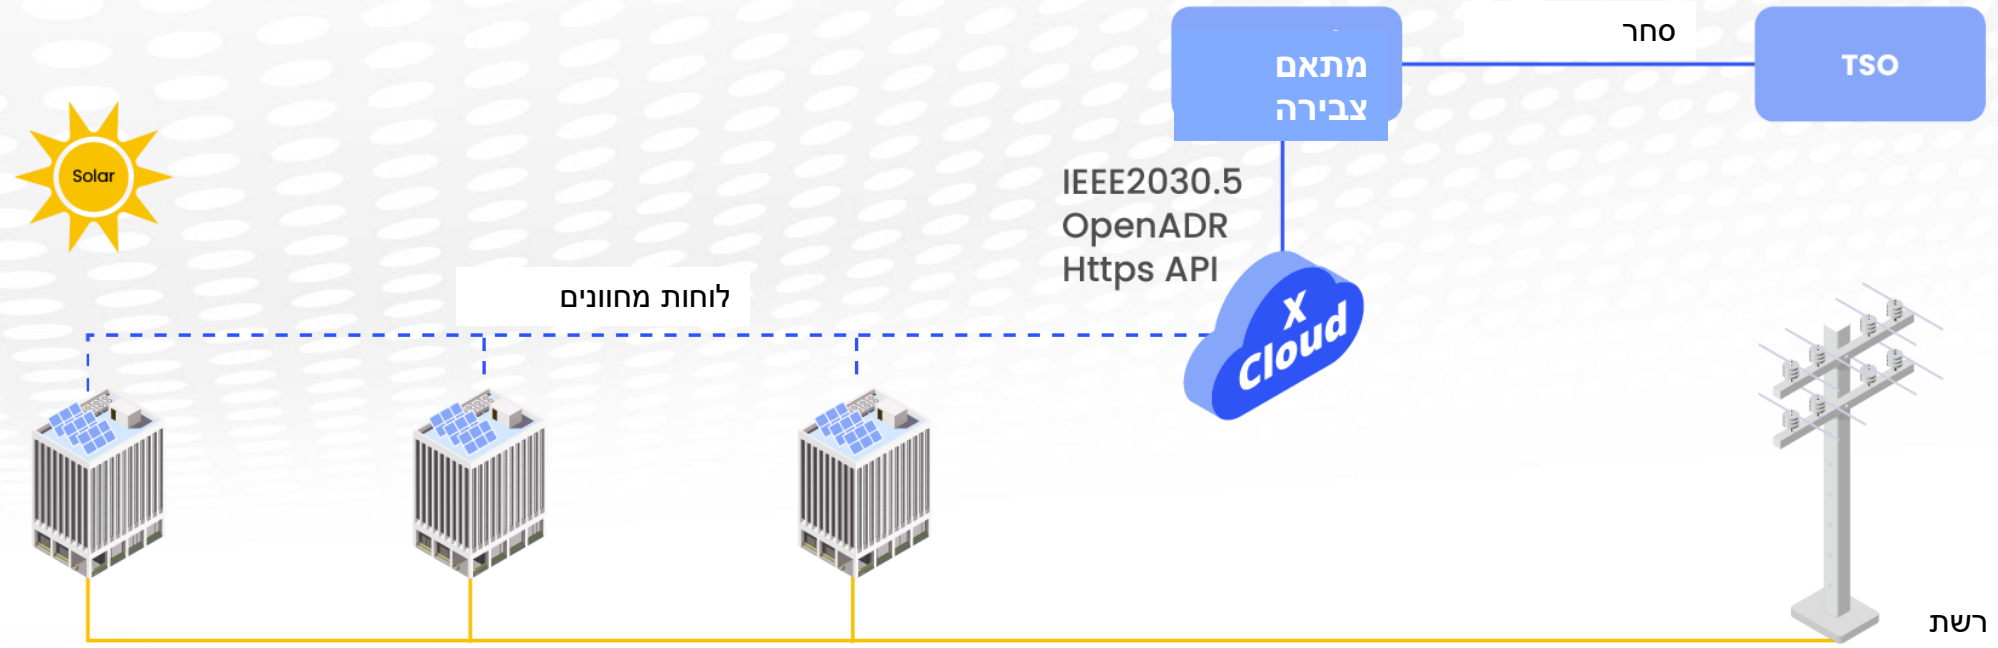 סחר
מתאם
צבירה
TSO
Solar
IEEE2030.5
OpenADR
Https API
לוחות מחוונים
X
Cloud
רשת